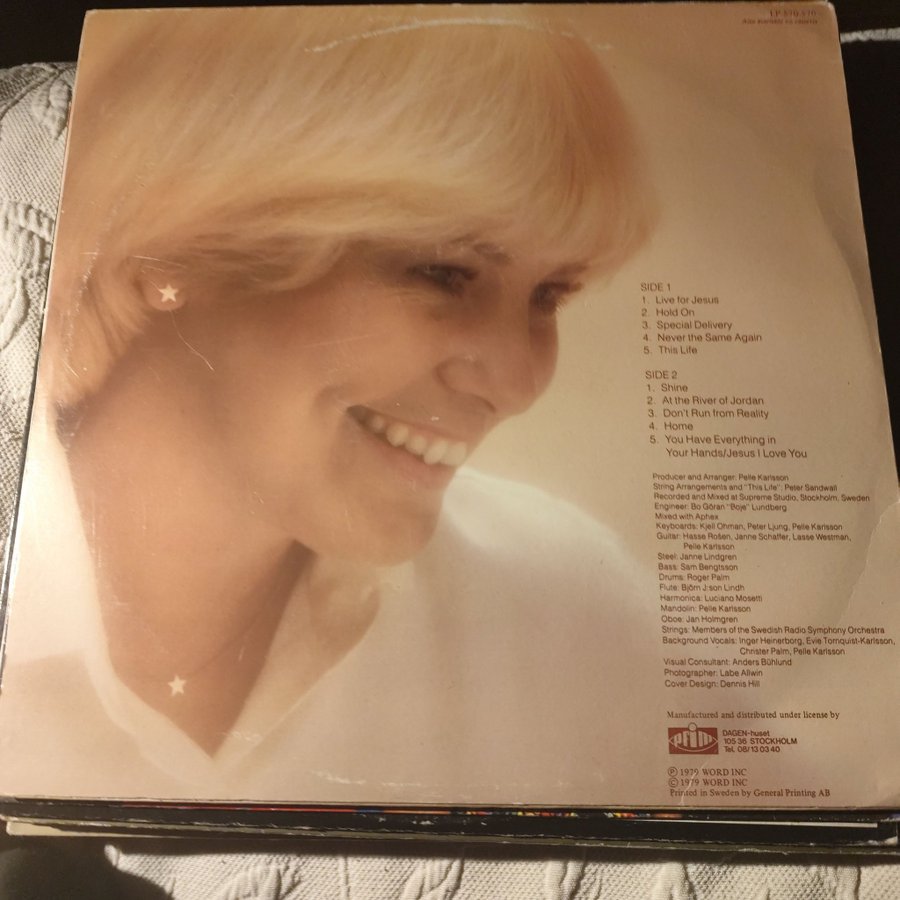 SIDE 1
1. Live for Jesus
2. Hold On
3. Special Delivery
4. Never the Same Again
5. This Life
SIDE 2
1. Shine
2. At the River of Jordan
3. Don't Run from Reality
4. Home
5. You Have Everything in
Your Hands/Jesus I Love You
Producer and Arranger: Pelle Karlsson
String Arrangements and "This Life": Peter Sandwall
Recorded and Mixed at Supreme Studio, Stockholm, Sweden
Engineer: Bo Göran "Boje" Lundberg
Mixed with Aphex
Keyboards: Kjell Öhman, Peter Ljung, Pelle Karlsson
Guitar: Hasse Rosén, Janne Schaffer, Lasse Westman,
Pelle Karlsson
Steel: Janne Lindgren
Bass: Sam Bengtsson
Drums: Roger Palm
Flute: Björn J:son Lindh
Harmonica: Luciano Mosetti
Mandolin: Pelle Karlsson
Oboe: Jan Holmgren
Strings: Members of the Swedish Radio Symphony Orchestra
Background Vocals: Inger Heinerborg, Evie Tornquist-Karlsson,
Christer Palm, Pelle Karlsson
Visual Consultant: Anders Bühlund
Photographer: Labe Allwin
Cover Design: Dennis Hill
Manufactured and distributed under license by
prim
DAGEN-huset
105 36 STOCKHOLM
Tel. 08/13 03 40
Ⓟ 1979 WORD INC
© 1979 WORD INC
Printed in Sweden by General Printing AB